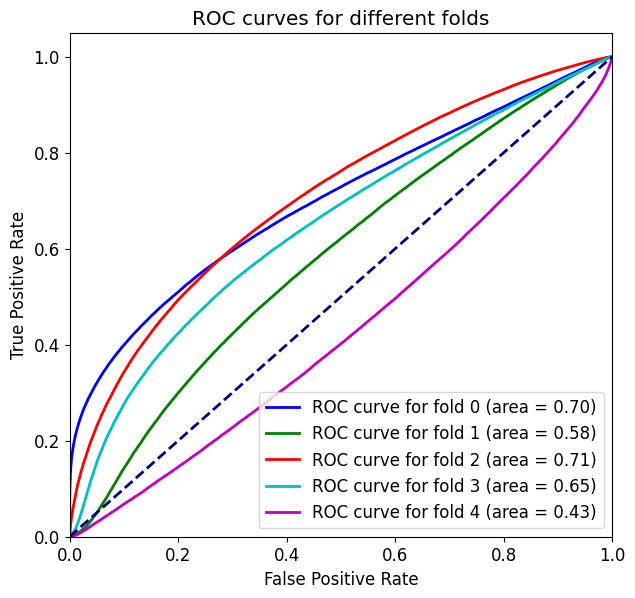 ROC curves for different folds
True Positive Rate
1.0
0.8
0.6
0.4
0.2
0.0
ROC curve for fold 0 (area = 0.70)
ROC curve for fold 1 (area = 0.58)
ROC curve for fold 2 (area = 0.71)
ROC curve for fold 3 (area = 0.65)
ROC curve for fold 4 (area = 0.43)
0.0 0.2 0.4 0.6 0.8 1.0
False Positive Rate